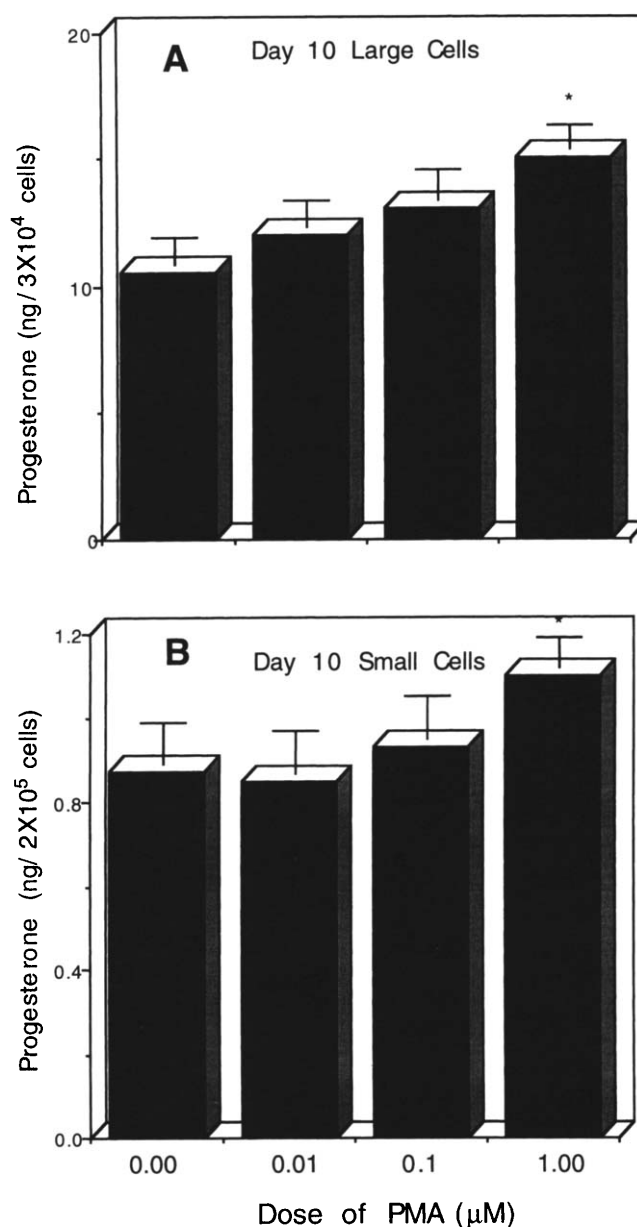 20
A Day 10 Large Cells
*
Progesterone (ng/3X10⁴ cells)
10
0
1.2
B Day 10 Small Cells
*
Progesterone (ng/2X10⁵ cells)
0.8
0.4
0.0
0.00 0.01 0.1 1.00
Dose of PMA (μM)